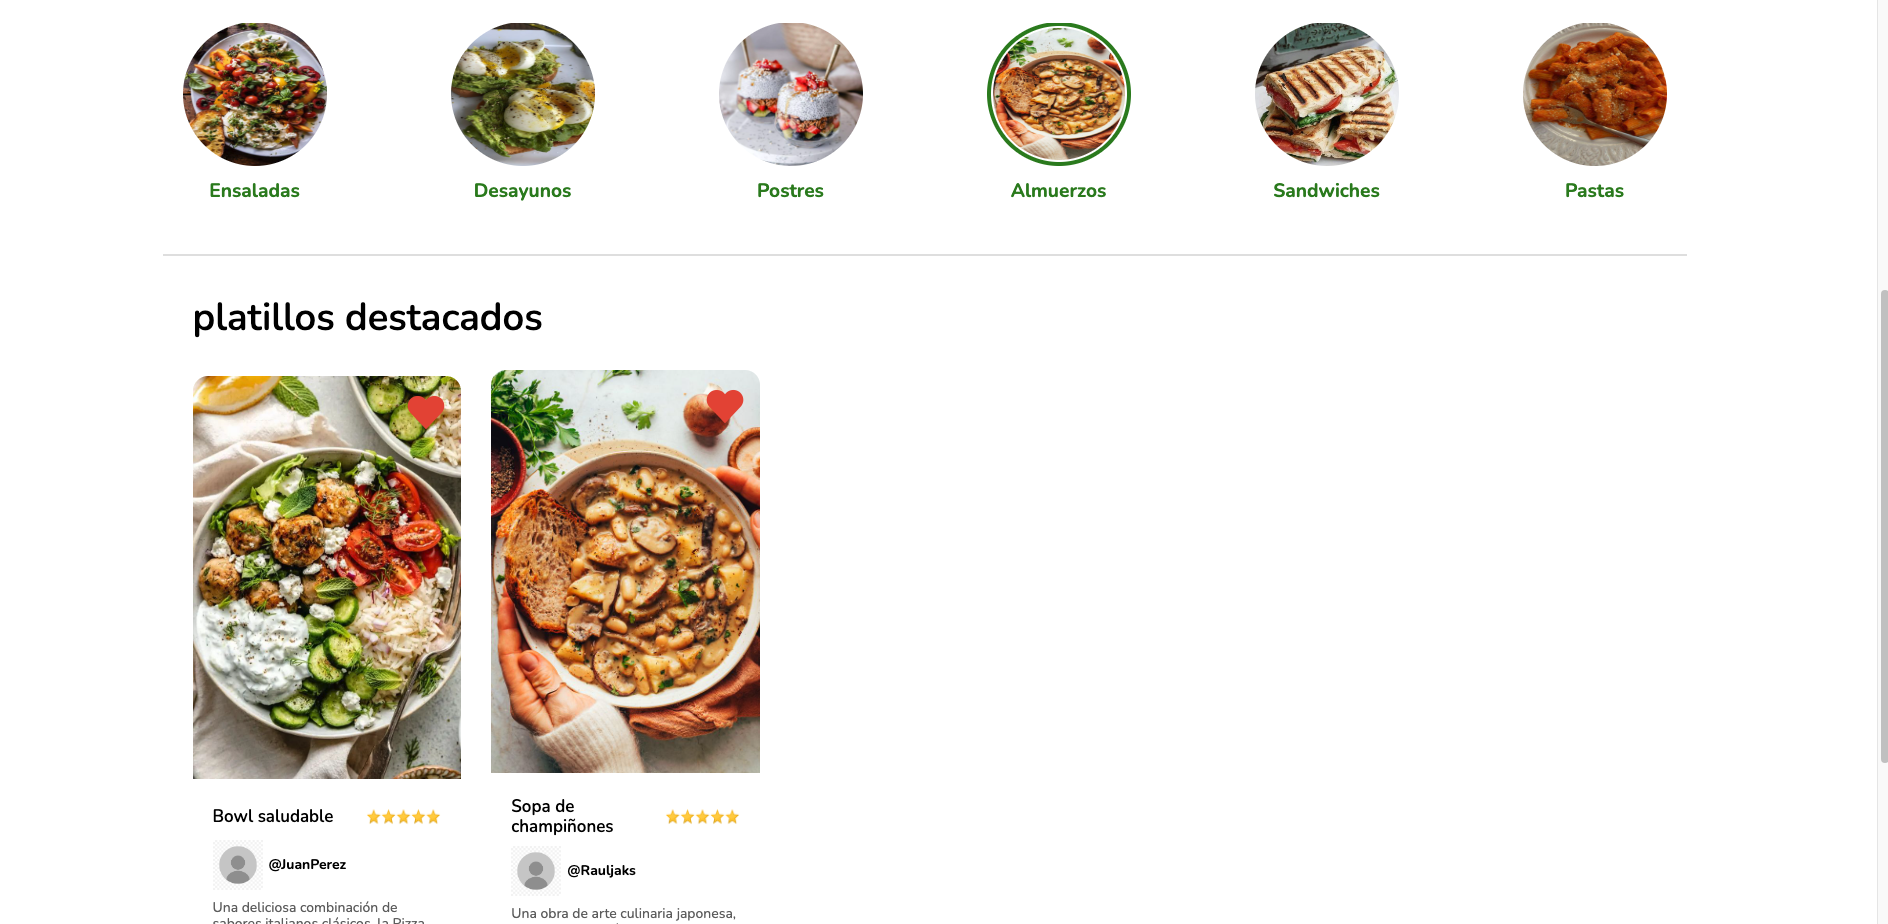 Ensaladas
Desayunos
Postres
Almuerzos
Sandwiches
Pastas
platillos destacados
Bowl saludable
@JuanPerez
Una deliciosa combinación de
sabores italianos clásicos, la Pizza
Sopa de
champiñones
@Rauljaks
Una obra de arte culinaria japonesa,